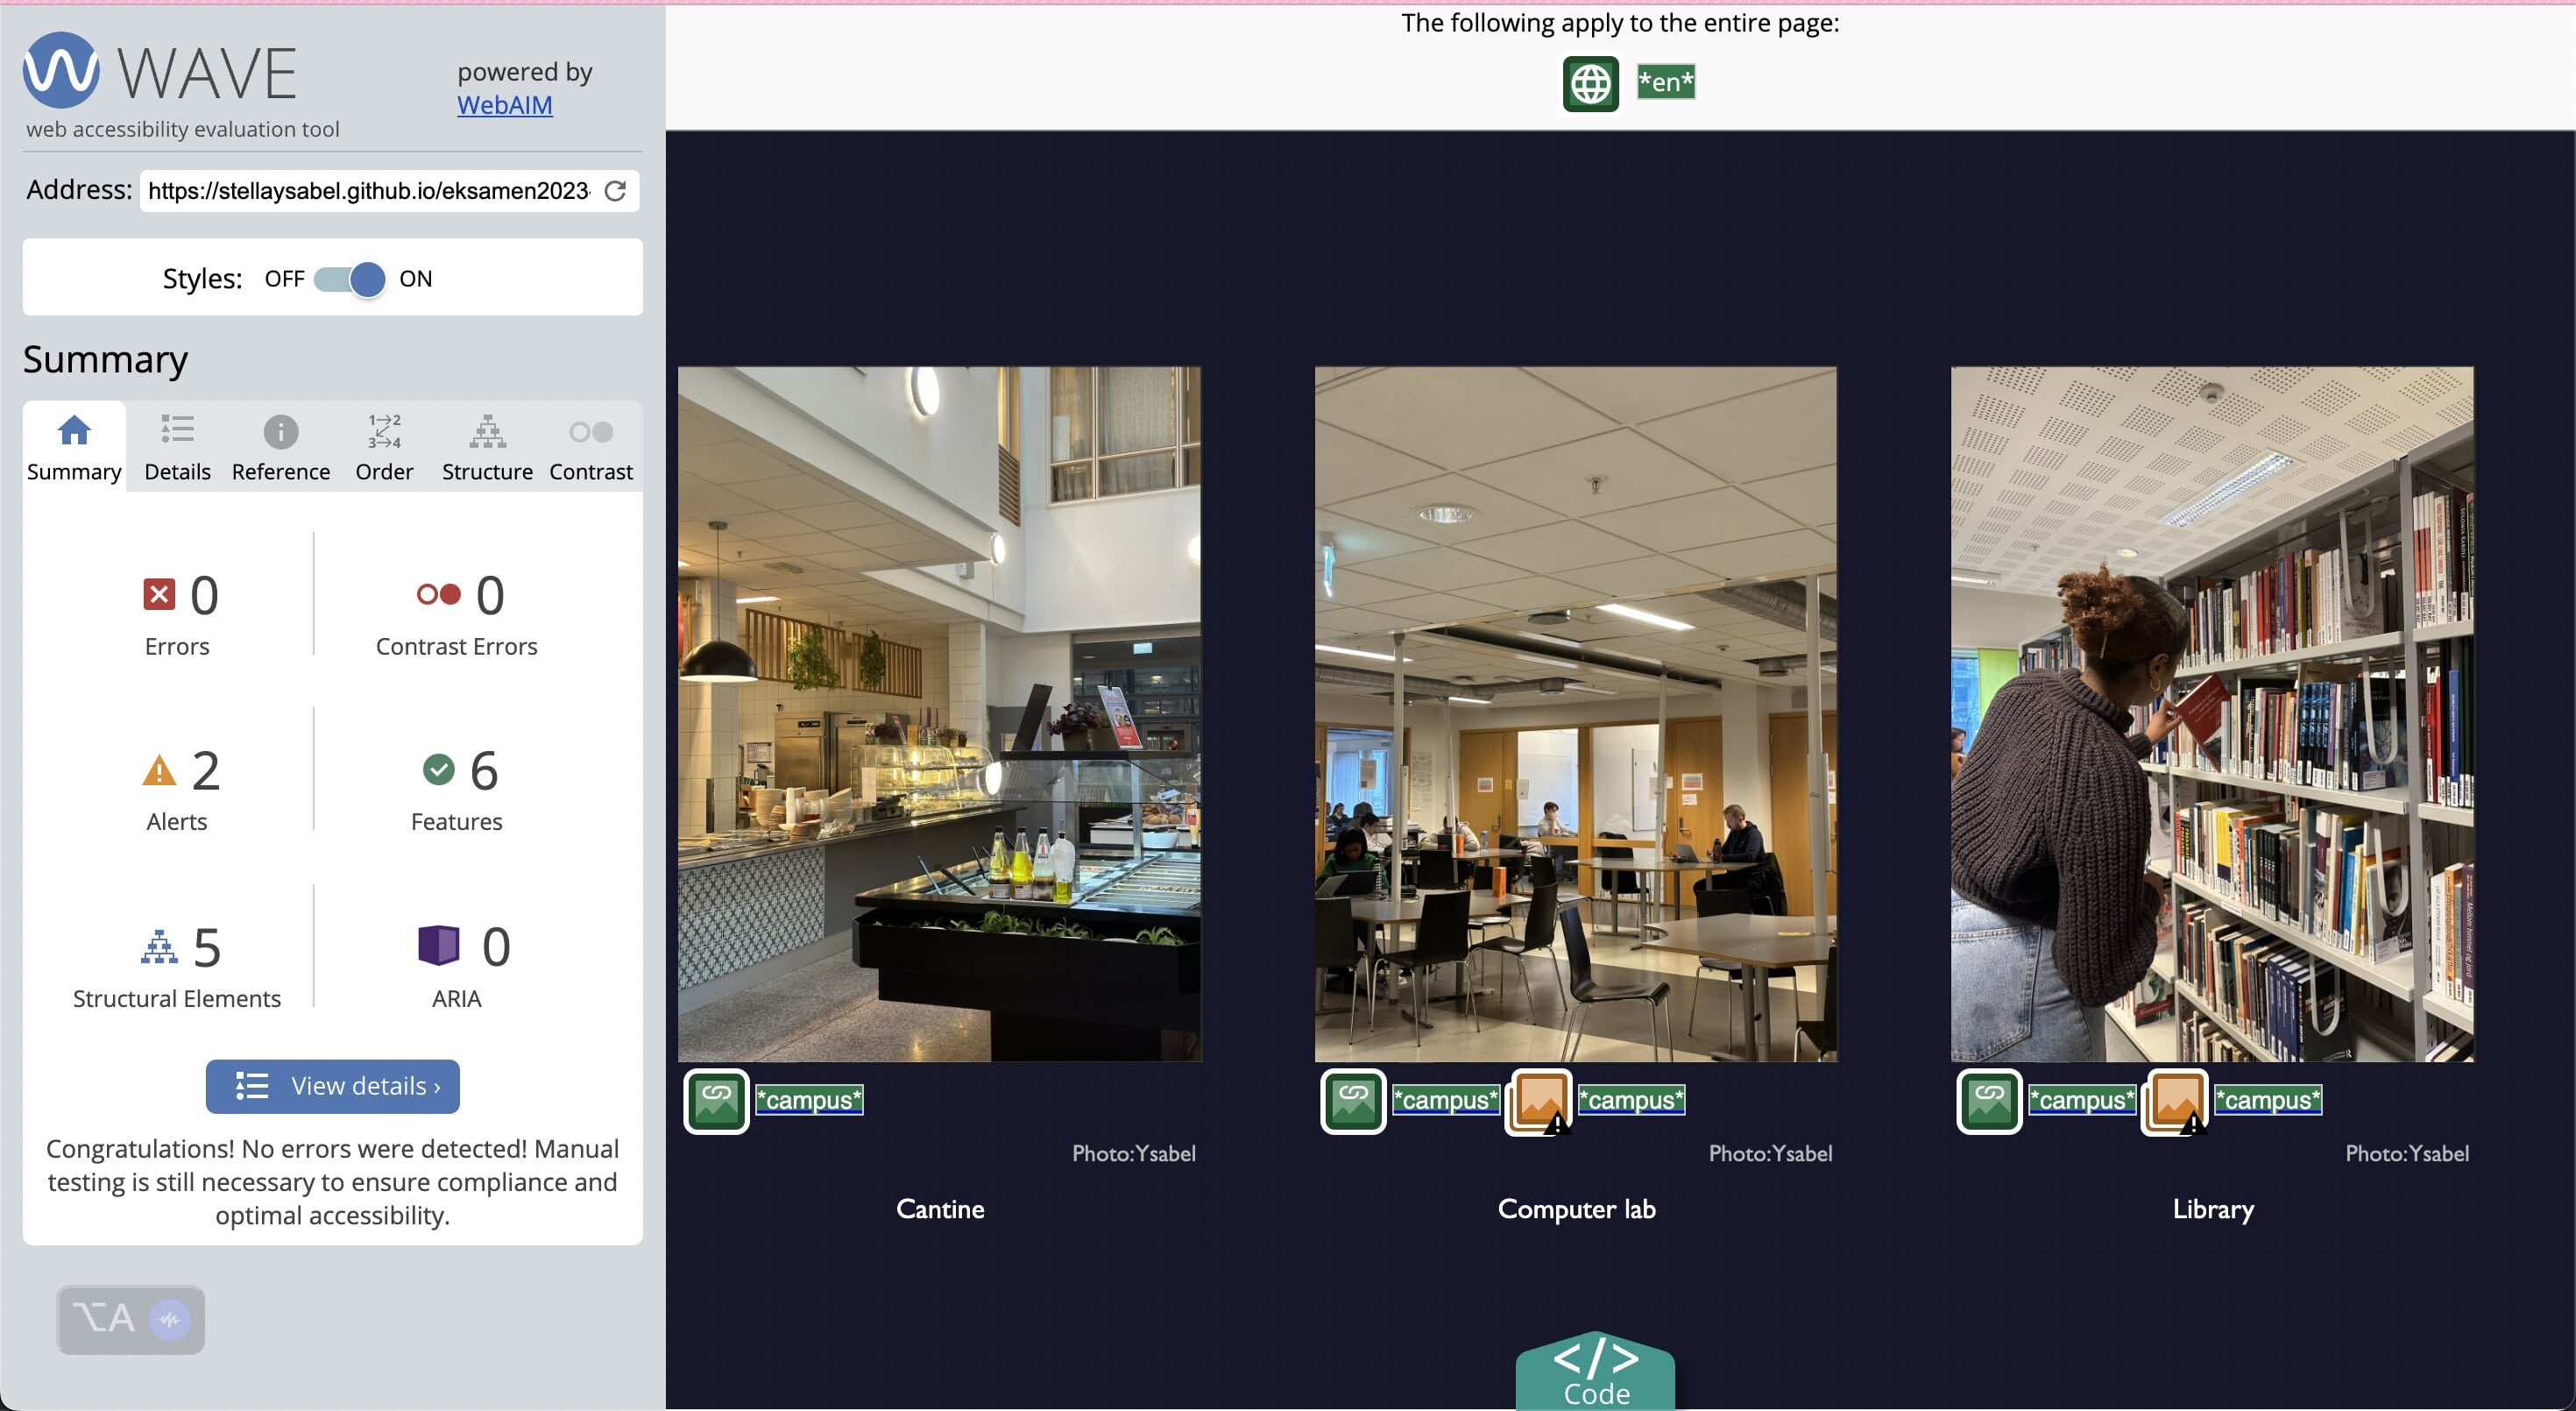 WAVE
powered by
WebAIM
web accessibility evaluation tool
Address: https://stellaysabel.github.io/eksamen2023-
Styles: OFF ON
Summary
1→2
3→4
Summary Details Reference Order Structure Contrast
0
Errors
0
Contrast Errors
2
Alerts
6
Features
5
Structural Elements
0
ARIA
View details ›
Congratulations! No errors were detected! Manual
testing is still necessary to ensure compliance and
optimal accessibility.
⌥A
The following apply to the entire page:
*en*
*campus*
Photo:Ysabel
Cantine
*campus* *campus*
Photo:Ysabel
Computer lab
*campus* *campus*
Photo:Ysabel
Library
</>
Code